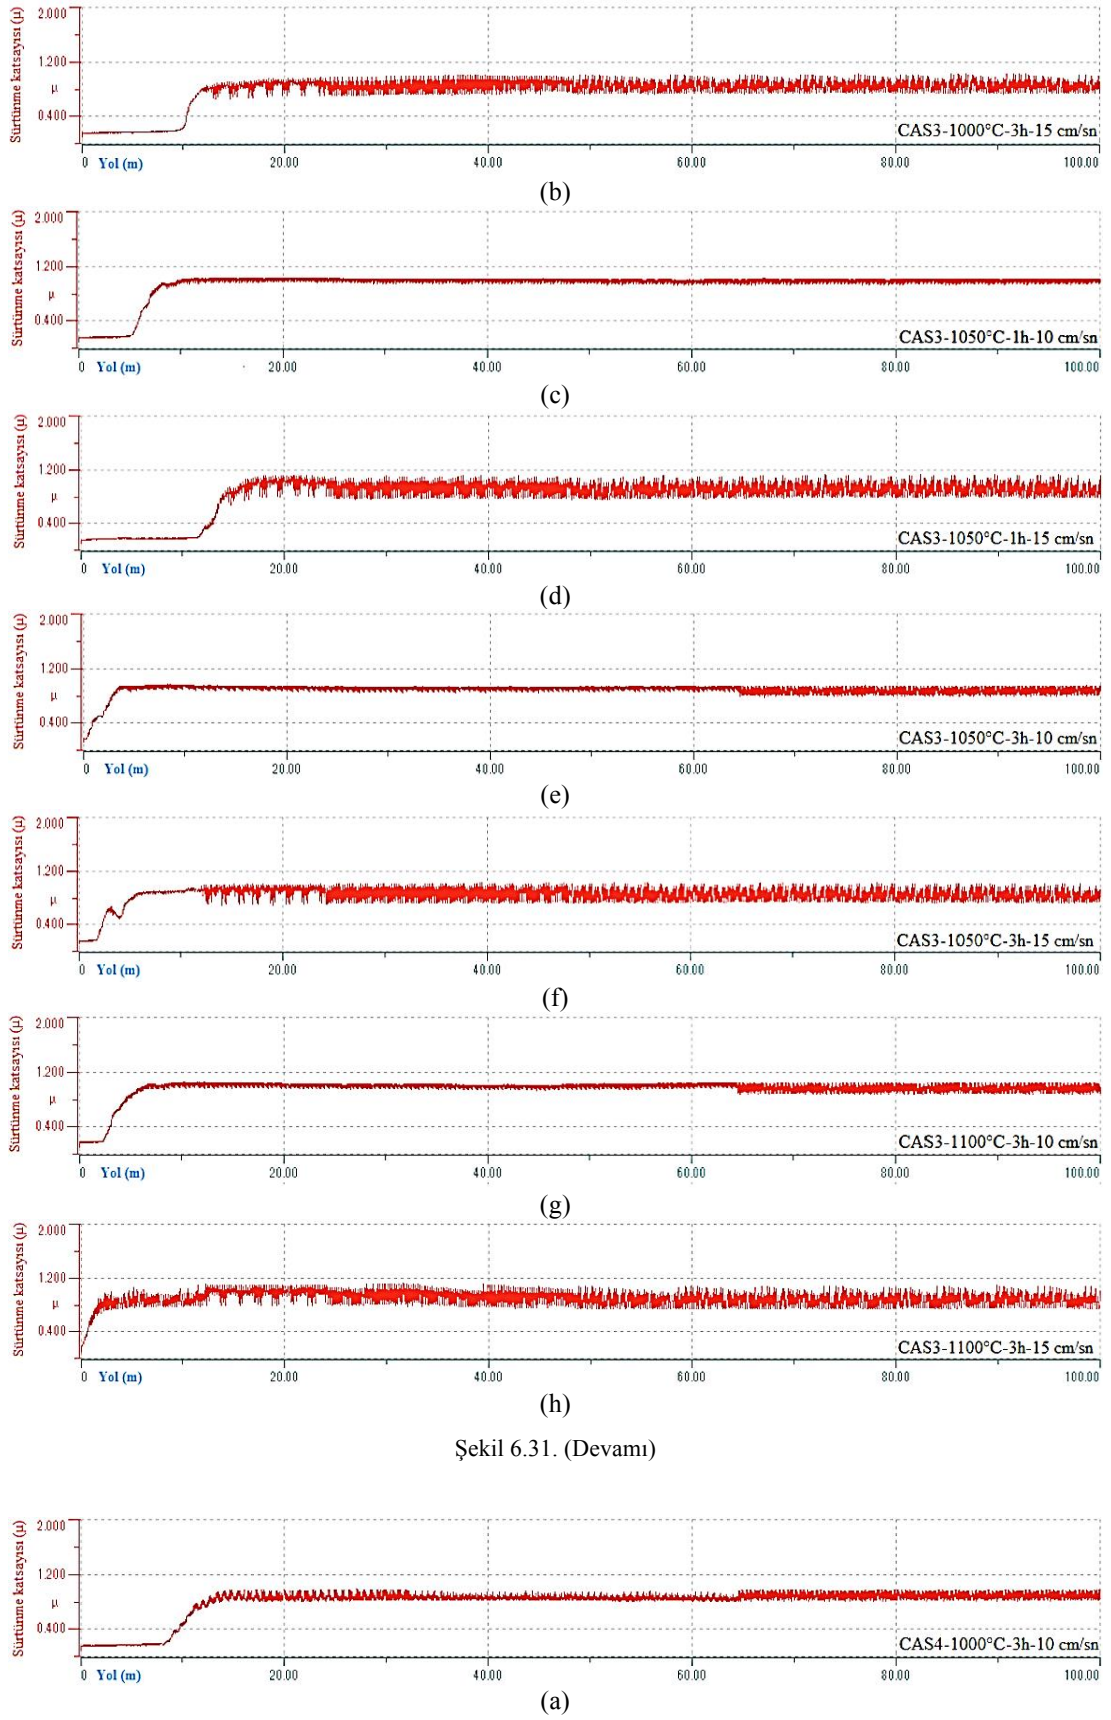 Sürtünme katsayısı (µ)
2.000
1.200
µ
0.400
CAS3-1000°C-3h-15 cm/sn
0 Yol (m) 20.00 40.00 60.00 80.00 100.00
(b)
Sürtünme katsayısı (µ)
2.000
1.200
µ
0.400
CAS3-1050°C-1h-10 cm/sn
0 Yol (m) 20.00 40.00 60.00 80.00 100.00
(c)
Sürtünme katsayısı (µ)
2.000
1.200
µ
0.400
CAS3-1050°C-1h-15 cm/sn
0 Yol (m) 20.00 40.00 60.00 80.00 100.00
(d)
Sürtünme katsayısı (µ)
2.000
1.200
µ
0.400
CAS3-1050°C-3h-10 cm/sn
0 Yol (m) 20.00 40.00 60.00 80.00 100.00
(e)
Sürtünme katsayısı (µ)
2.000
1.200
µ
0.400
CAS3-1050°C-3h-15 cm/sn
0 Yol (m) 20.00 40.00 60.00 80.00 100.00
(f)
Sürtünme katsayısı (µ)
2.000
1.200
µ
0.400
CAS3-1100°C-3h-10 cm/sn
0 Yol (m) 20.00 40.00 60.00 80.00 100.00
(g)
Sürtünme katsayısı (µ)
2.000
1.200
µ
0.400
CAS3-1100°C-3h-15 cm/sn
0 Yol (m) 20.00 40.00 60.00 80.00 100.00
(h)
Şekil 6.31. (Devamı)
Sürtünme katsayısı (µ)
2.000
1.200
µ
0.400
CAS4-1000°C-3h-10 cm/sn
0 Yol (m) 20.00 40.00 60.00 80.00 100.00
(a)